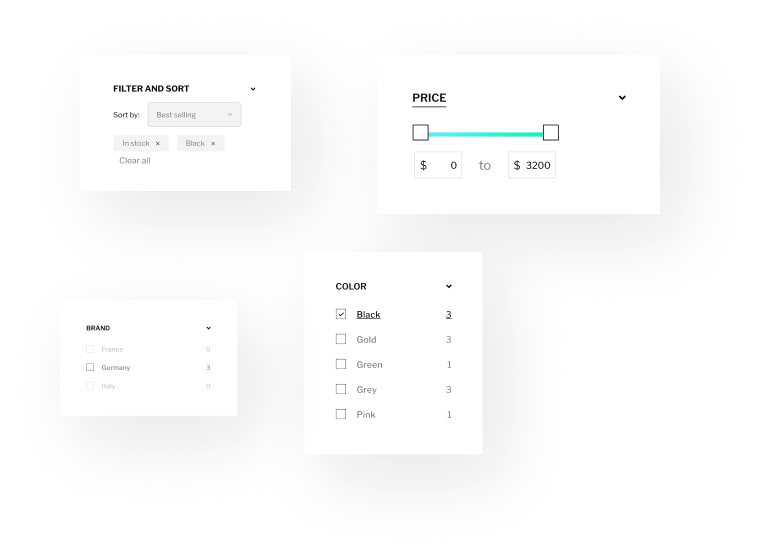 FILTER AND SORT
Sort by: Best selling
In stock × Black ×
Clear all
PRICE
$ 0 to $ 3200
BRAND
France 0
Germany 3
Italy 0
COLOR
Black 3
Gold 3
Green 1
Grey 3
Pink 1